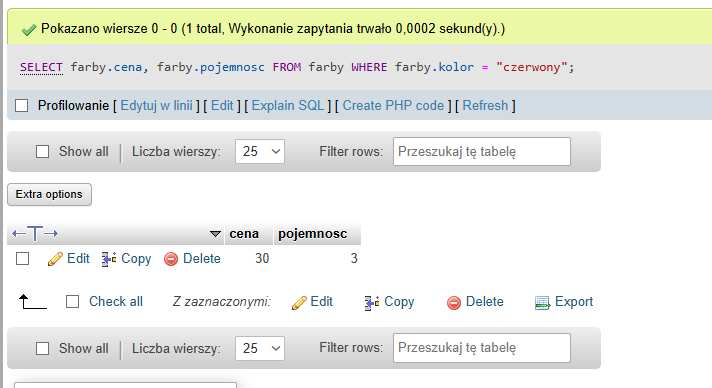 Pokazano wiersze 0 - 0 (1 total, Wykonanie zapytania trwało 0,0002 sekund(y).)
SELECT farby.cena, farby.pojemnosc FROM farby WHERE farby.kolor = "czerwony";
Profilowanie [ Edytuj w linii ] [ Edit ] [ Explain SQL ] [ Create PHP code ] [ Refresh ]
Show all | Liczba wierszy: 25 Filter rows: Przeszukaj tę tabelę
Extra options
←T→ cena pojemnosc
Edit Copy Delete 30 3
Check all Z zaznaczonymi: Edit Copy Delete Export
Show all | Liczba wierszy: 25 Filter rows: Przeszukaj tę tabelę